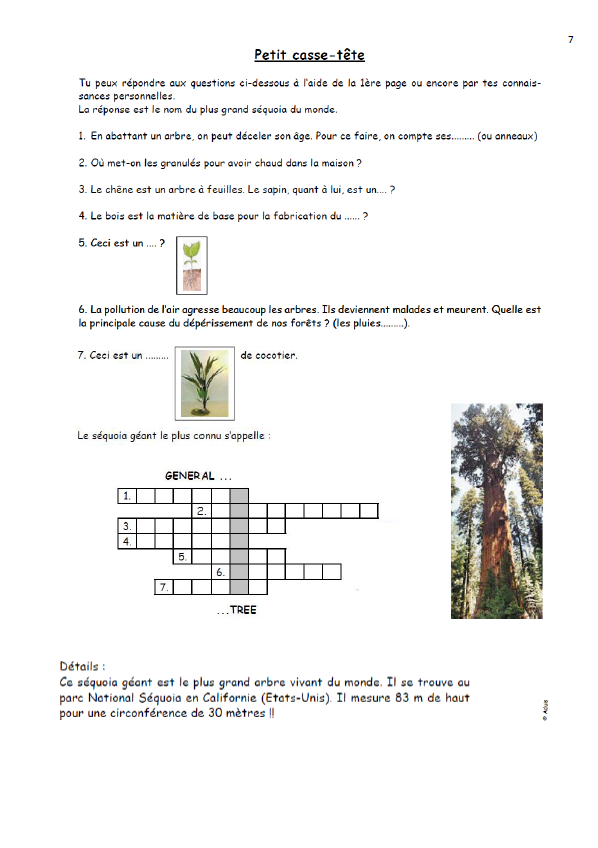 7
Petit casse-tête
Tu peux répondre aux questions ci-dessous à l'aide de la 1ère page ou encore par tes connais-
sances personnelles.
La réponse est le nom du plus grand séquoia du monde.
1. En abattant un arbre, on peut déceler son âge. Pour ce faire, on compte ses......... (ou anneaux)
2. Où met-on les granulés pour avoir chaud dans la maison ?
3. Le chêne est un arbre à feuilles. Le sapin, quant à lui, est un.... ?
4. Le bois est la matière de base pour la fabrication du ...... ?
5. Ceci est un .... ?
6. La pollution de l'air agresse beaucoup les arbres. Ils deviennent malades et meurent. Quelle est
la principale cause du dépérissement de nos forêts ? (les pluies.........).
7. Ceci est un ......... de cocotier.
Le séquoia géant le plus connu s'appelle :
GENERAL ...
1.
2.
3.
4.
5.
6.
7.
...TREE
Détails :
Ce séquoia géant est le plus grand arbre vivant du monde. Il se trouve au
parc National Séquoia en Californie (Etats-Unis). Il mesure 83 m de haut
pour une circonférence de 30 mètres !!